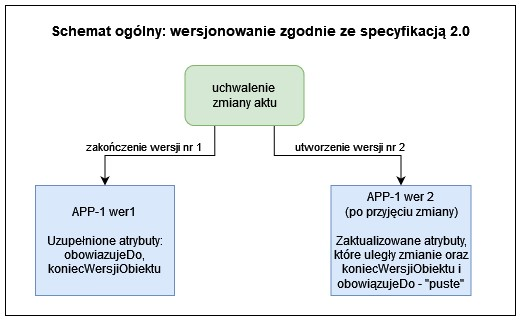 Schemat ogólny: wersjonowanie zgodnie ze specyfikacją 2.0
uchwalenie
zmiany aktu
zakończenie wersji nr 1
utworzenie wersji nr 2
APP-1 wer1
Uzupełnione atrybuty:
obowiazujeDo,
koniecWersjiObiektu
APP-1 wer 2
(po przyjęciu zmiany)
Zaktualizowane atrybuty,
które uległy zmianie oraz
koniecWersjiObiektu i
obowiązujeDo - "puste"